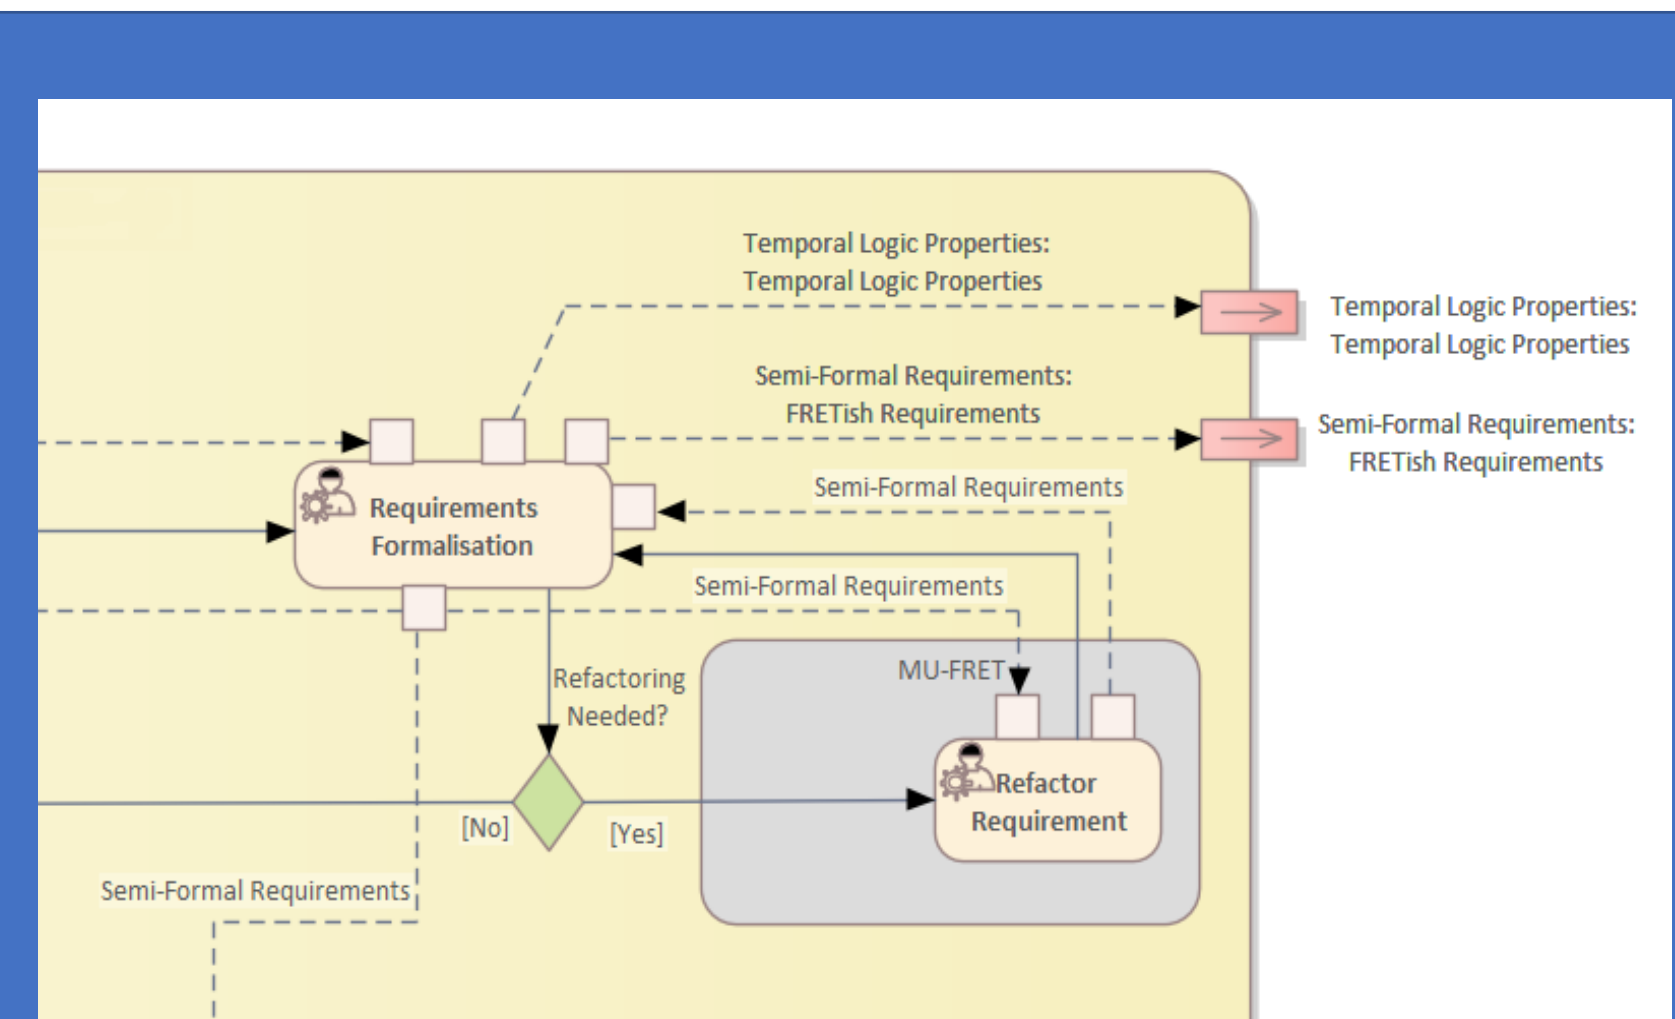 Temporal Logic Properties:
Temporal Logic Properties
Temporal Logic Properties:
Temporal Logic Properties
Semi-Formal Requirements:
FRETish Requirements
Semi-Formal Requirements:
FRETish Requirements
Semi-Formal Requirements
Requirements
Formalisation
Semi-Formal Requirements
MU-FRET
Refactoring
Needed?
Refactor
Requirement
[No]
[Yes]
Semi-Formal Requirements